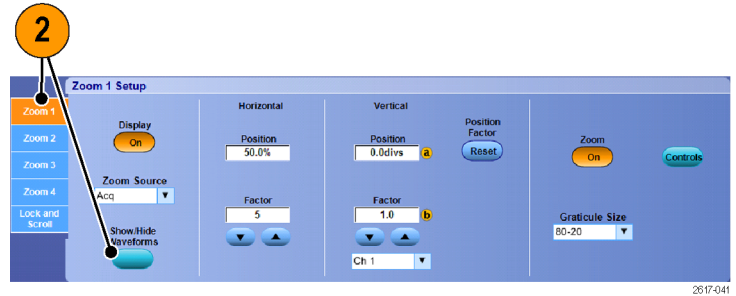 2
Zoom 1 Setup
Zoom 1
Zoom 2
Zoom 3
Zoom 4
Lock and
Scroll
Display
On
Zoom Source
Acq
Show/Hide
Waveforms
Horizontal
Position
50.0%
Factor
5
Vertical
Position
0.0divs
a
Factor
1.0
b
Ch 1
Position
Factor
Reset
Zoom
On
Controls
Graticule Size
80-20
2617-041